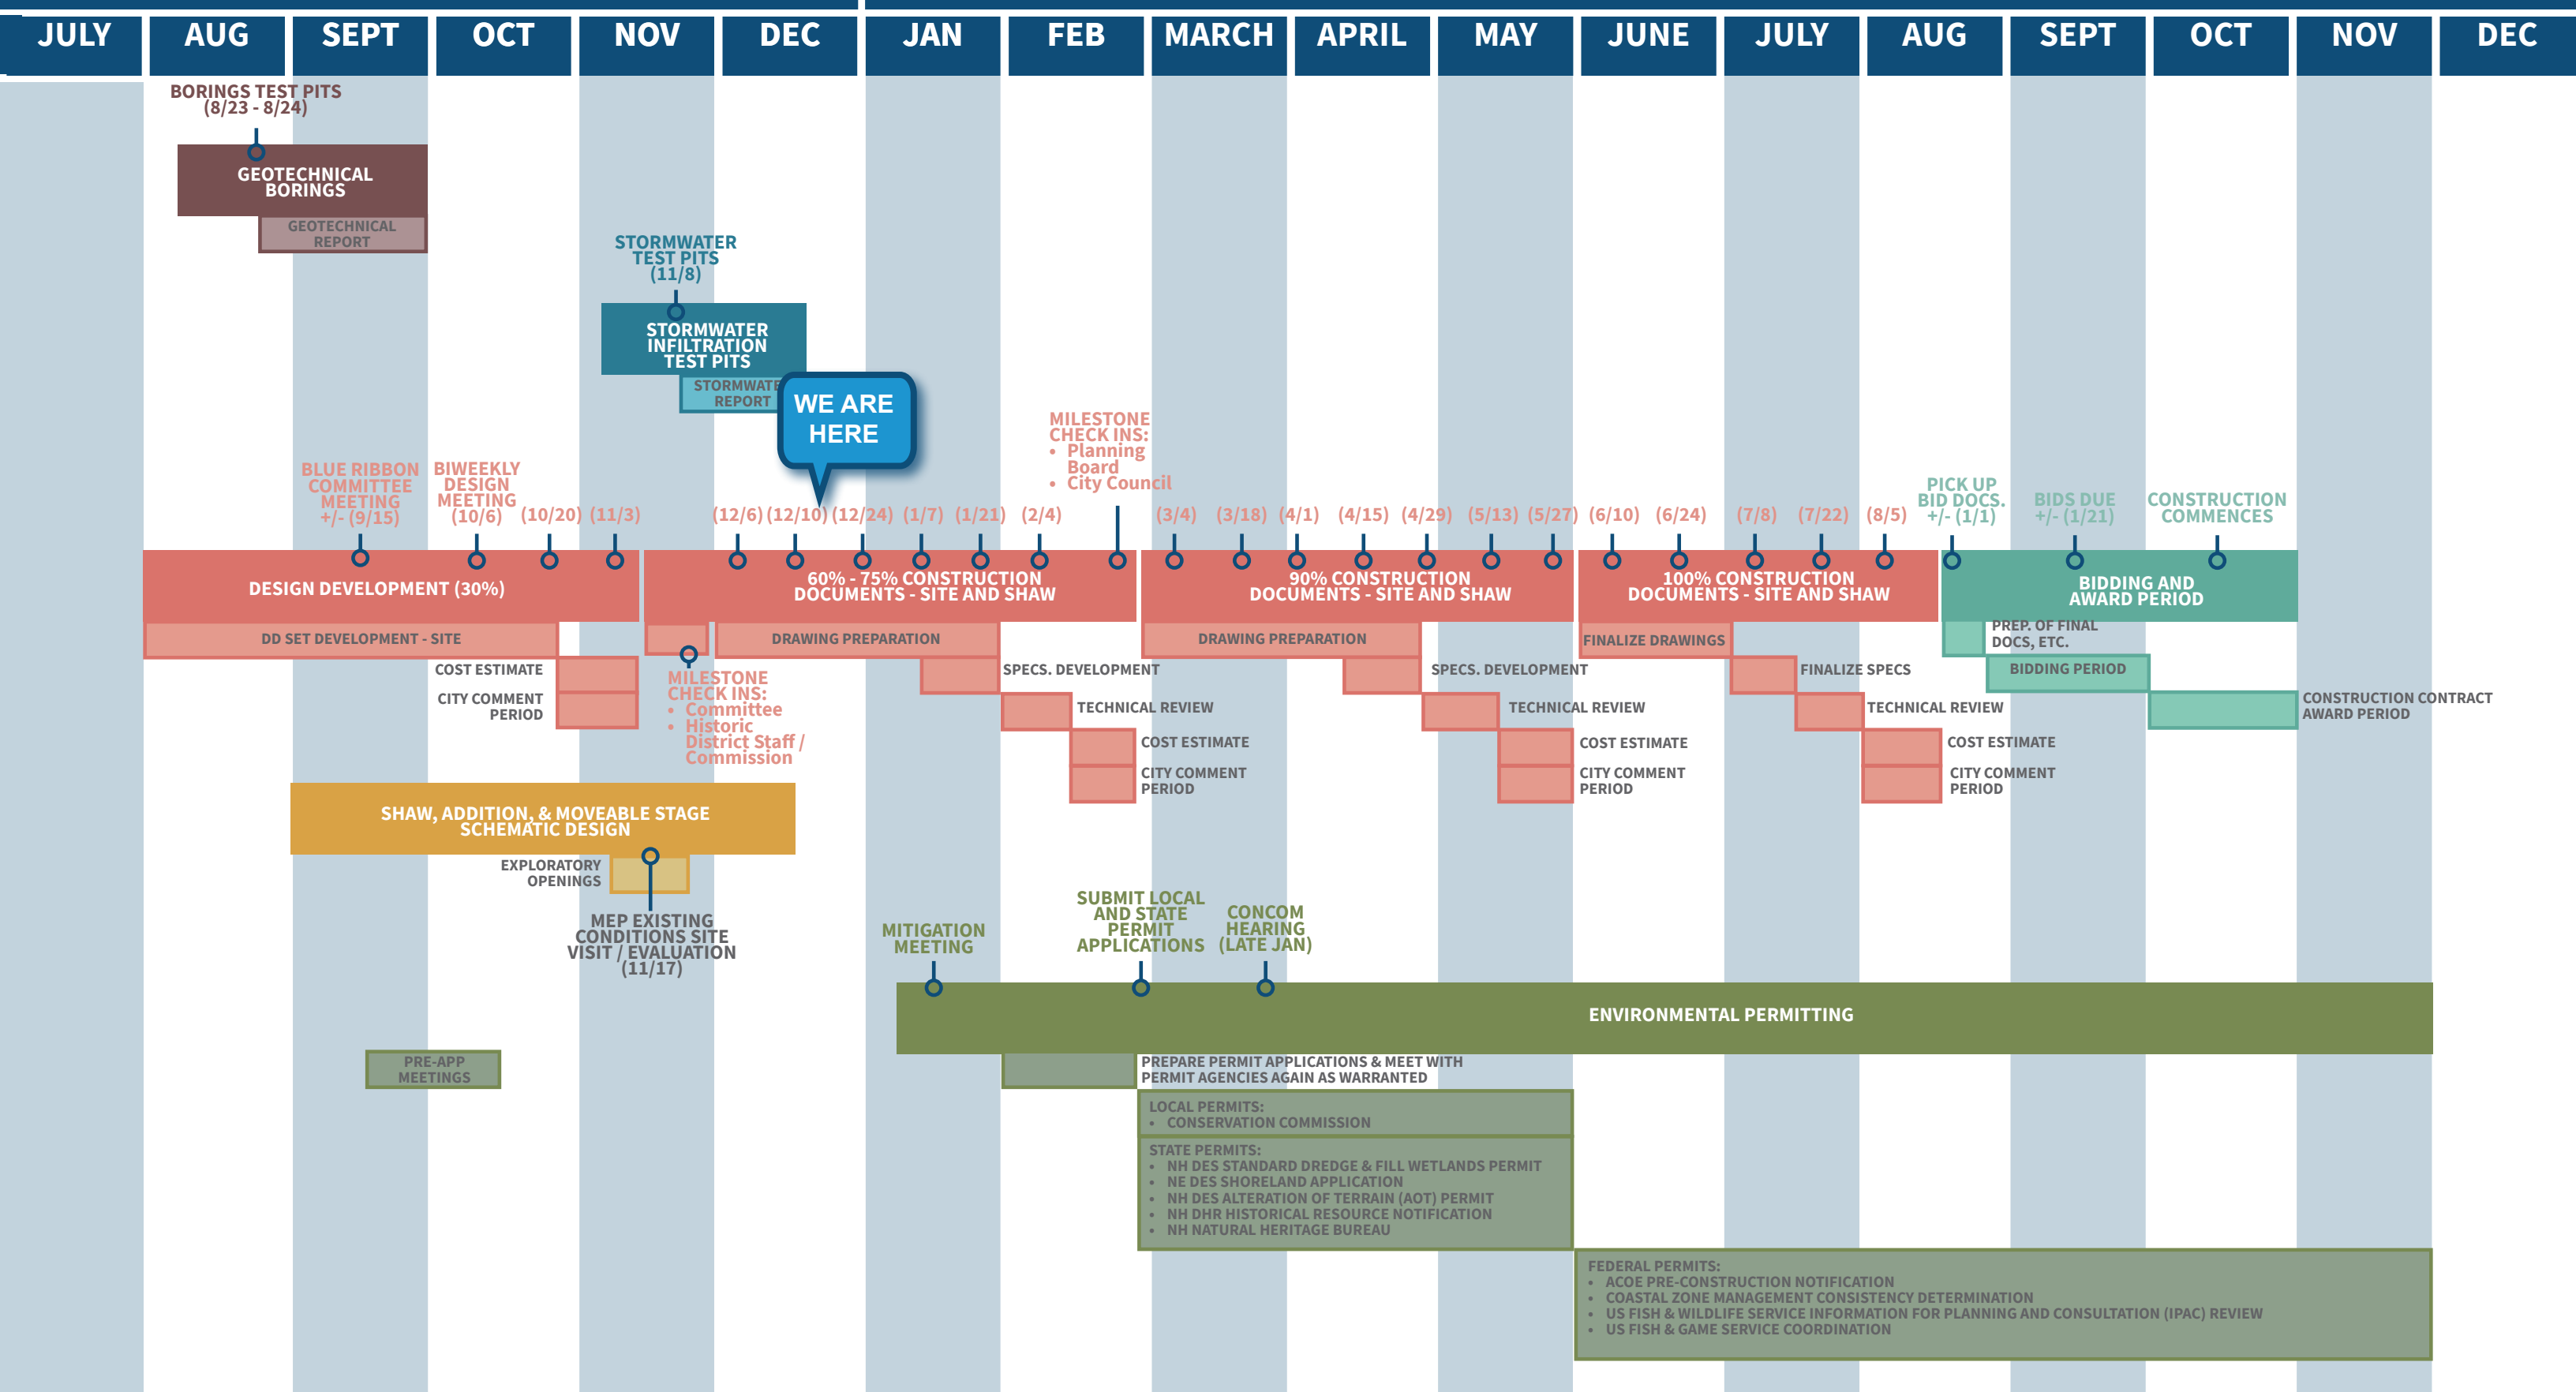 JULY AUG SEPT OCT NOV DEC JAN FEB MARCH APRIL MAY JUNE JULY AUG SEPT OCT NOV DEC
BORINGS TEST PITS
(8/23 - 8/24)
GEOTECHNICAL
BORINGS
GEOTECHNICAL
REPORT
STORMWATER
TEST PITS
(11/8)
STORMWATER
INFILTRATION
TEST PITS
STORMWATE
REPORT
WE ARE
HERE
MILESTONE
CHECK INS:
• Planning
Board
• City Council
BLUE RIBBON
COMMITTEE
MEETING
+/- (9/15)
BIWEEKLY
DESIGN
MEETING
(10/6)
(10/20) (11/3) (12/6) (12/10) (12/24) (1/7) (1/21) (2/4) (3/4) (3/18) (4/1) (4/15) (4/29) (5/13) (5/27) (6/10) (6/24) (7/8) (7/22) (8/5)
PICK UP
BID DOCS.
+/- (1/1)
BIDS DUE
+/- (1/21)
CONSTRUCTION
COMMENCES
DESIGN DEVELOPMENT (30%)
60% - 75% CONSTRUCTION
DOCUMENTS - SITE AND SHAW
90% CONSTRUCTION
DOCUMENTS - SITE AND SHAW
100% CONSTRUCTION
DOCUMENTS - SITE AND SHAW
BIDDING AND
AWARD PERIOD
DD SET DEVELOPMENT - SITE
COST ESTIMATE
CITY COMMENT
PERIOD
MILESTONE
CHECK INS:
• Committee
• Historic
District Staff /
Commission
DRAWING PREPARATION
SPECS. DEVELOPMENT
TECHNICAL REVIEW
COST ESTIMATE
CITY COMMENT
PERIOD
DRAWING PREPARATION
SPECS. DEVELOPMENT
TECHNICAL REVIEW
COST ESTIMATE
CITY COMMENT
PERIOD
FINALIZE DRAWINGS
FINALIZE SPECS
TECHNICAL REVIEW
COST ESTIMATE
CITY COMMENT
PERIOD
PREP. OF FINAL
DOCS, ETC.
BIDDING PERIOD
CONSTRUCTION CONTRACT
AWARD PERIOD
SHAW, ADDITION, & MOVEABLE STAGE
SCHEMATIC DESIGN
EXPLORATORY
OPENINGS
MEP EXISTING
CONDITIONS SITE
VISIT / EVALUATION
(11/17)
MITIGATION
MEETING
SUBMIT LOCAL
AND STATE
PERMIT
APPLICATIONS
CONCOM
HEARING
(LATE JAN)
ENVIRONMENTAL PERMITTING
PRE-APP
MEETINGS
PREPARE PERMIT APPLICATIONS & MEET WITH
PERMIT AGENCIES AGAIN AS WARRANTED
LOCAL PERMITS:
• CONSERVATION COMMISSION
STATE PERMITS:
• NH DES STANDARD DREDGE & FILL WETLANDS PERMIT
• NE DES SHORELAND APPLICATION
• NH DES ALTERATION OF TERRAIN (AOT) PERMIT
• NH DHR HISTORICAL RESOURCE NOTIFICATION
• NH NATURAL HERITAGE BUREAU
FEDERAL PERMITS:
• ACOE PRE-CONSTRUCTION NOTIFICATION
• COASTAL ZONE MANAGEMENT CONSISTENCY DETERMINATION
• US FISH & WILDLIFE SERVICE INFORMATION FOR PLANNING AND CONSULTATION (IPAC) REVIEW
• US FISH & GAME SERVICE COORDINATION